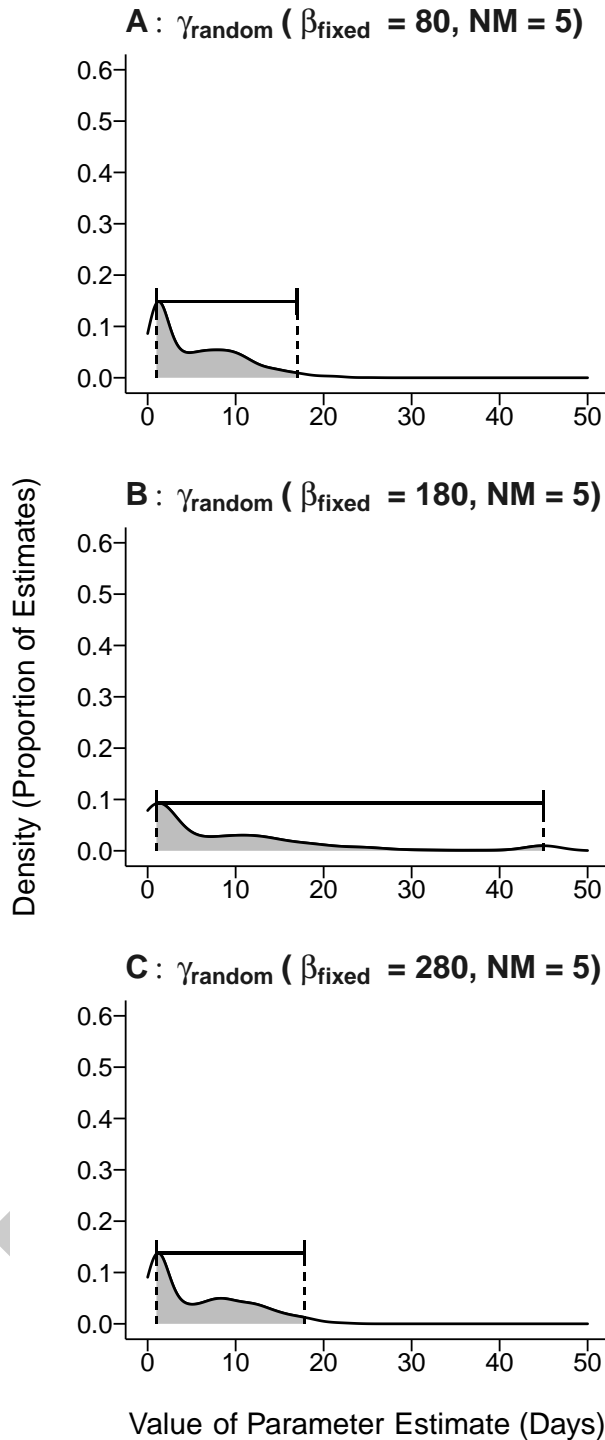 A : γrandom ( βfixed = 80, NM = 5)
0.6
0.5
0.4
0.3
0.2
0.1
0.0
0 10 20 30 40 50
B : γrandom ( βfixed = 180, NM = 5)
0.6
0.5
0.4
0.3
0.2
0.1
0.0
0 10 20 30 40 50
C : γrandom ( βfixed = 280, NM = 5)
0.6
0.5
0.4
0.3
0.2
0.1
0.0
0 10 20 30 40 50
Density (Proportion of Estimates)
Value of Parameter Estimate (Days)